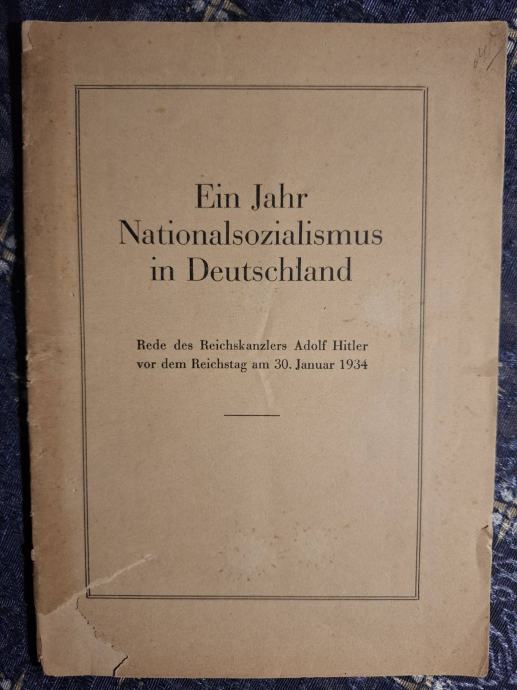 Ein Jahr
Nationalsozialismus
in Deutschland
Rede des Reichskanzlers Adolf Hitler
vor dem Reichstag am 30. Januar 1934